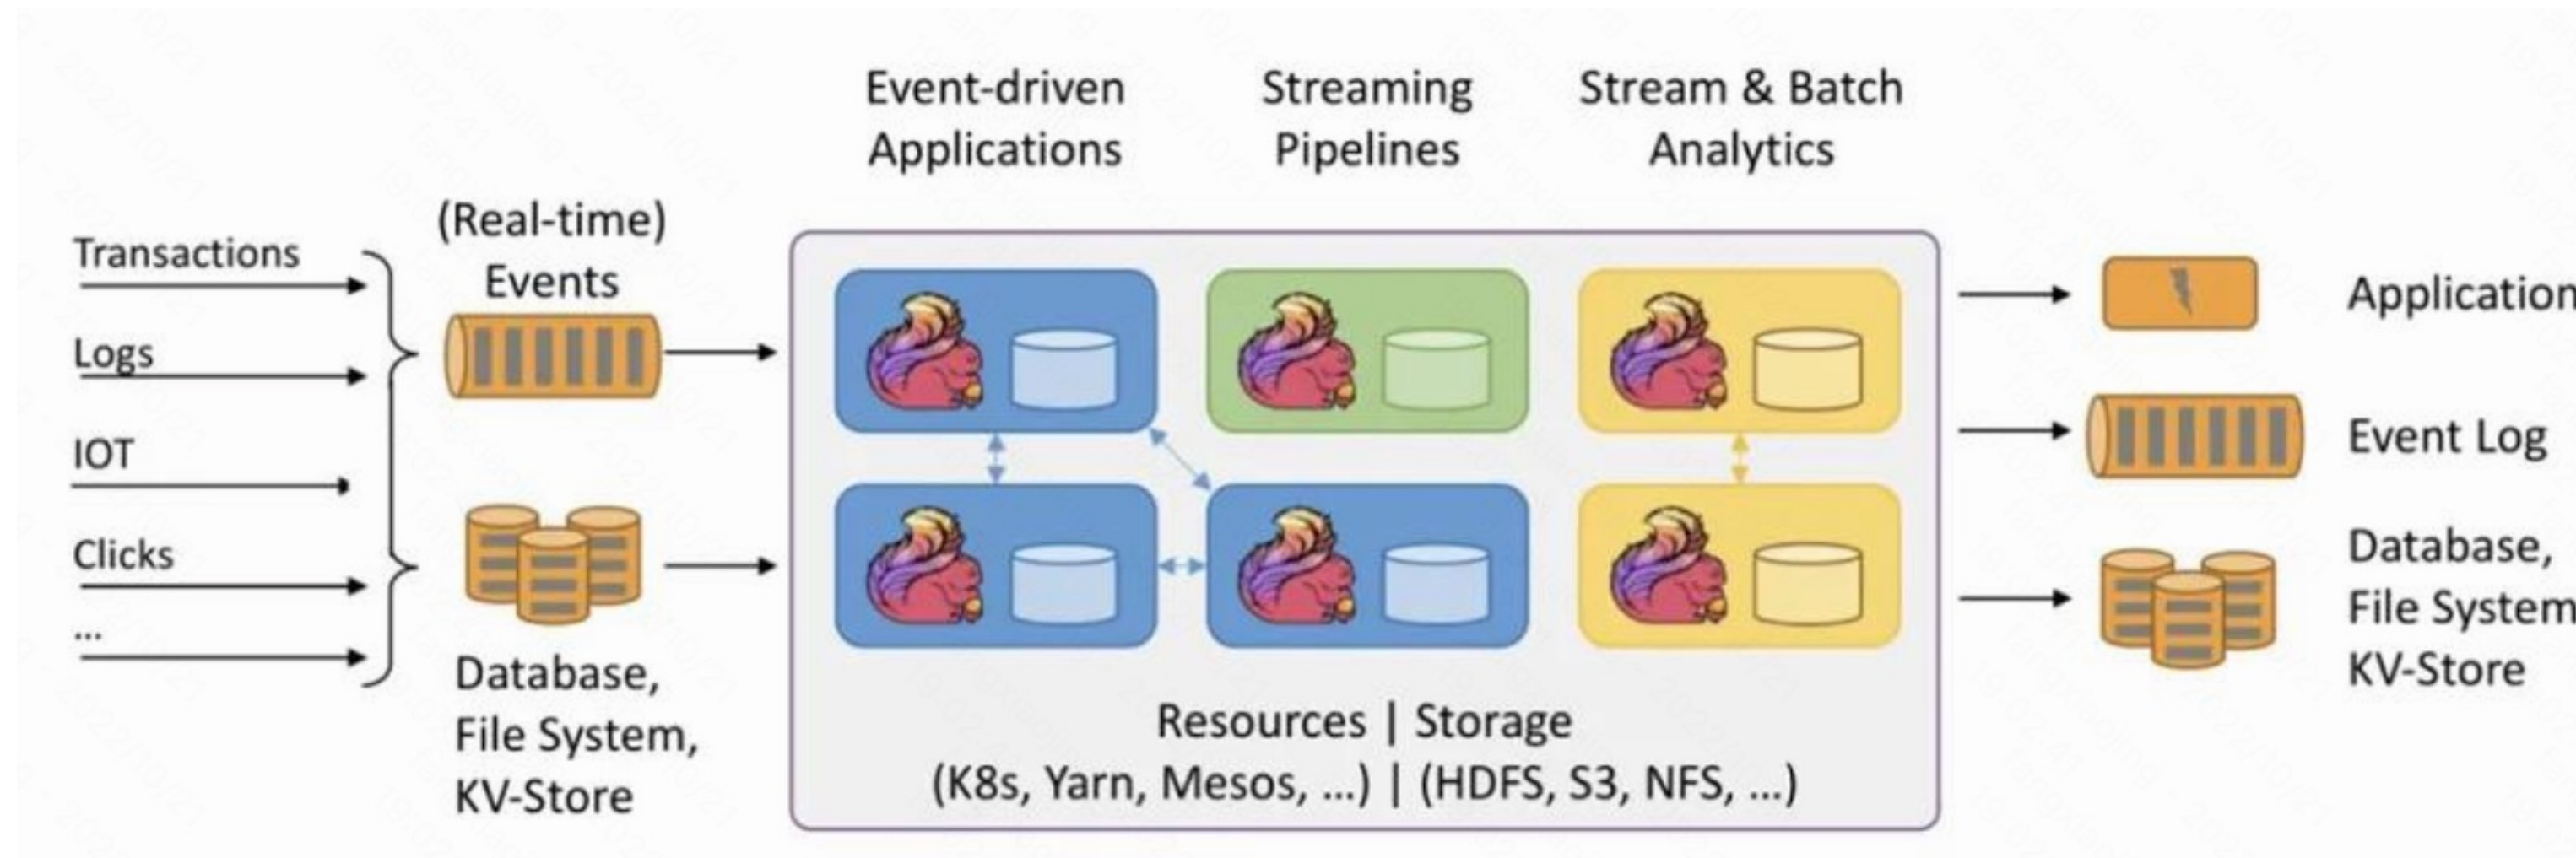 Event-driven
Applications
Streaming
Pipelines
Stream & Batch
Analytics
Transactions
Logs
IOT
Clicks
...
(Real-time)
Events
Database,
File System,
KV-Store
Resources | Storage
(K8s, Yarn, Mesos, ...) | (HDFS, S3, NFS, ...)
Application
Event Log
Database,
File System
KV-Store